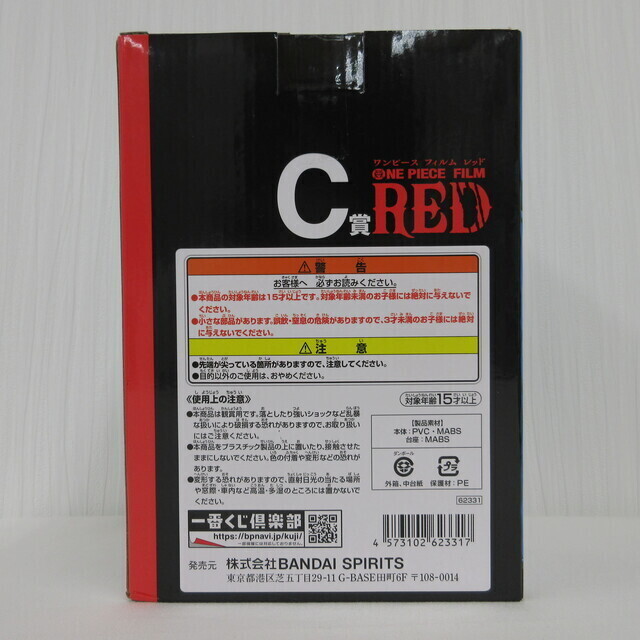 ワンピース フィルム レッド
ONE PIECE FILM
C賞 RED
警告
お客様へ 必ずお読みください。
●本商品の対象年齢は15才以上です。対象年齢未満のお子様には絶対に与えないで
ください。
●小さな部品があります。誤飲・窒息の危険がありますので、3才未満のお子様には絶対
に与えないでください。
注意
●先端が尖っている箇所がありますので、注意してください。
●目的以外のご使用は、おやめください。
《使用上の注意》
●本商品は観賞用です。落としたり強いショックなど乱暴
な扱いにより破損する恐れがありますので、お取り扱い
にはご注意ください。
●本商品をプラスチック製品の上に置いたり、接触させた
ままにしないでください。色の付着や変形などの恐れが
あります。
●変形する恐れがありますので、直射日光の当たる場所
や窓際・車内など高温・多湿のところには置かないで
ください。
対象年齢15才以上
【製品素材】
本体：PVC・MABS
台座：MABS
ダンボール
外箱、中台紙
プラ
保護材：PE
62331
一番くじ倶楽部
https://bpnavi.jp/kuji/
一番くじ倶楽部
4 573102 623317
発売元 株式会社BANDAI SPIRITS
東京都港区芝五丁目29-11 G-BASE田町6F 〒108-0014